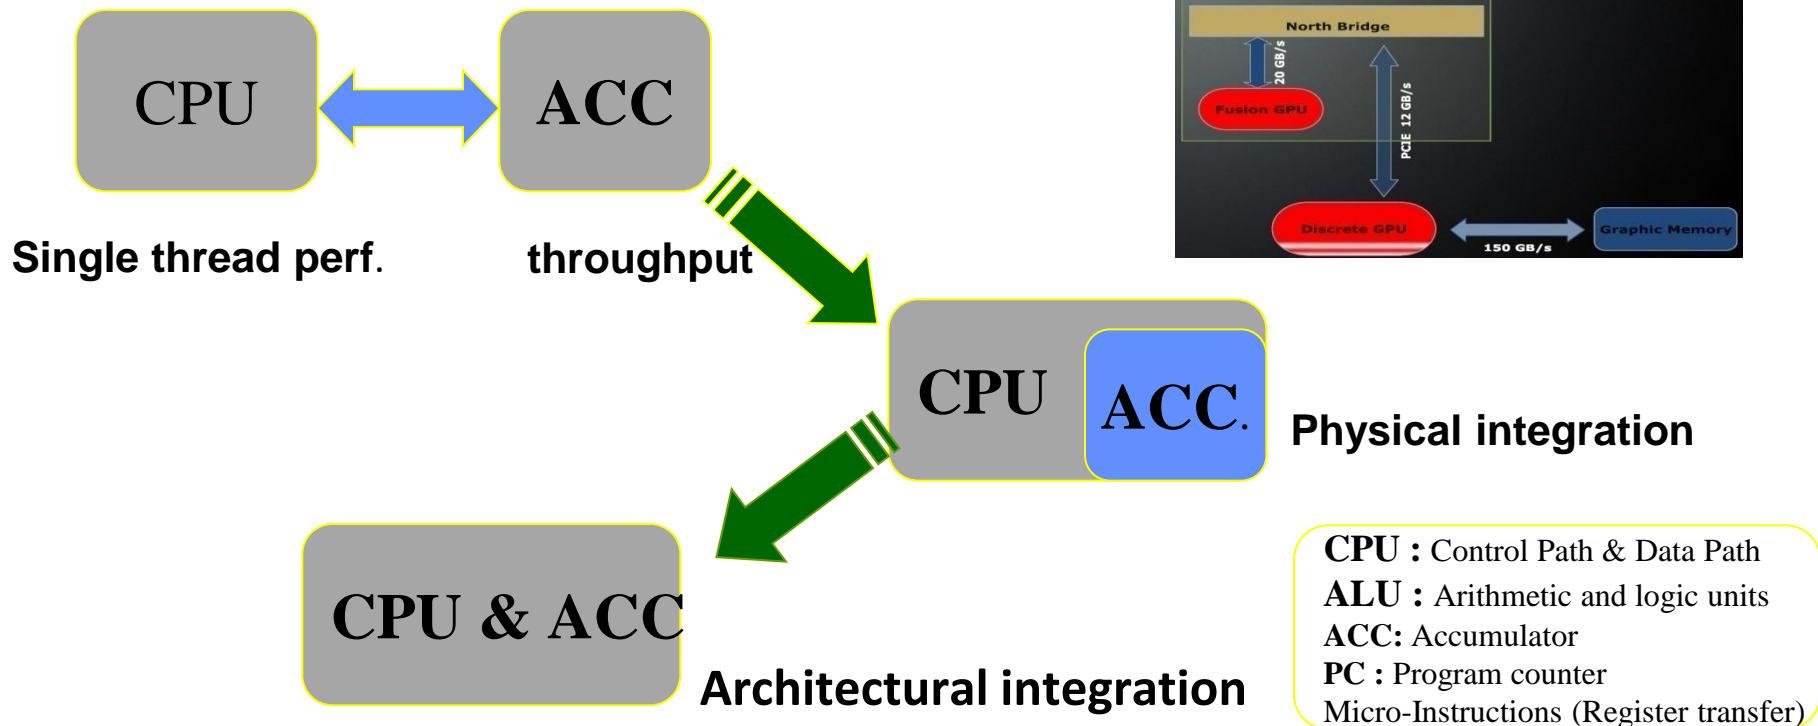 CPU
ACC
Single thread perf.
throughput
North Bridge
20 GB/s
Fusion GPU
PCIE 12 GB/s
Discrete GPU
150 GB/s
Graphic Memory
CPU
ACC.
Physical integration
CPU & ACC
Architectural integration
CPU : Control Path & Data Path
ALU : Arithmetic and logic units
ACC: Accumulator
PC : Program counter
Micro-Instructions (Register transfer)